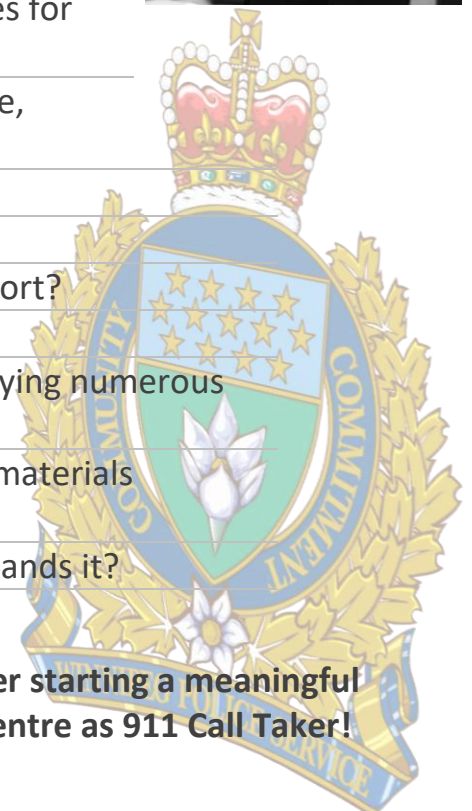 es for
e,
ort?
ying numerous
materials
ands it?
COMMUNITY
COMMITMENT
er starting a meaningful
entre as 911 Call Taker!
WINNIPEG POLICE SERVICE